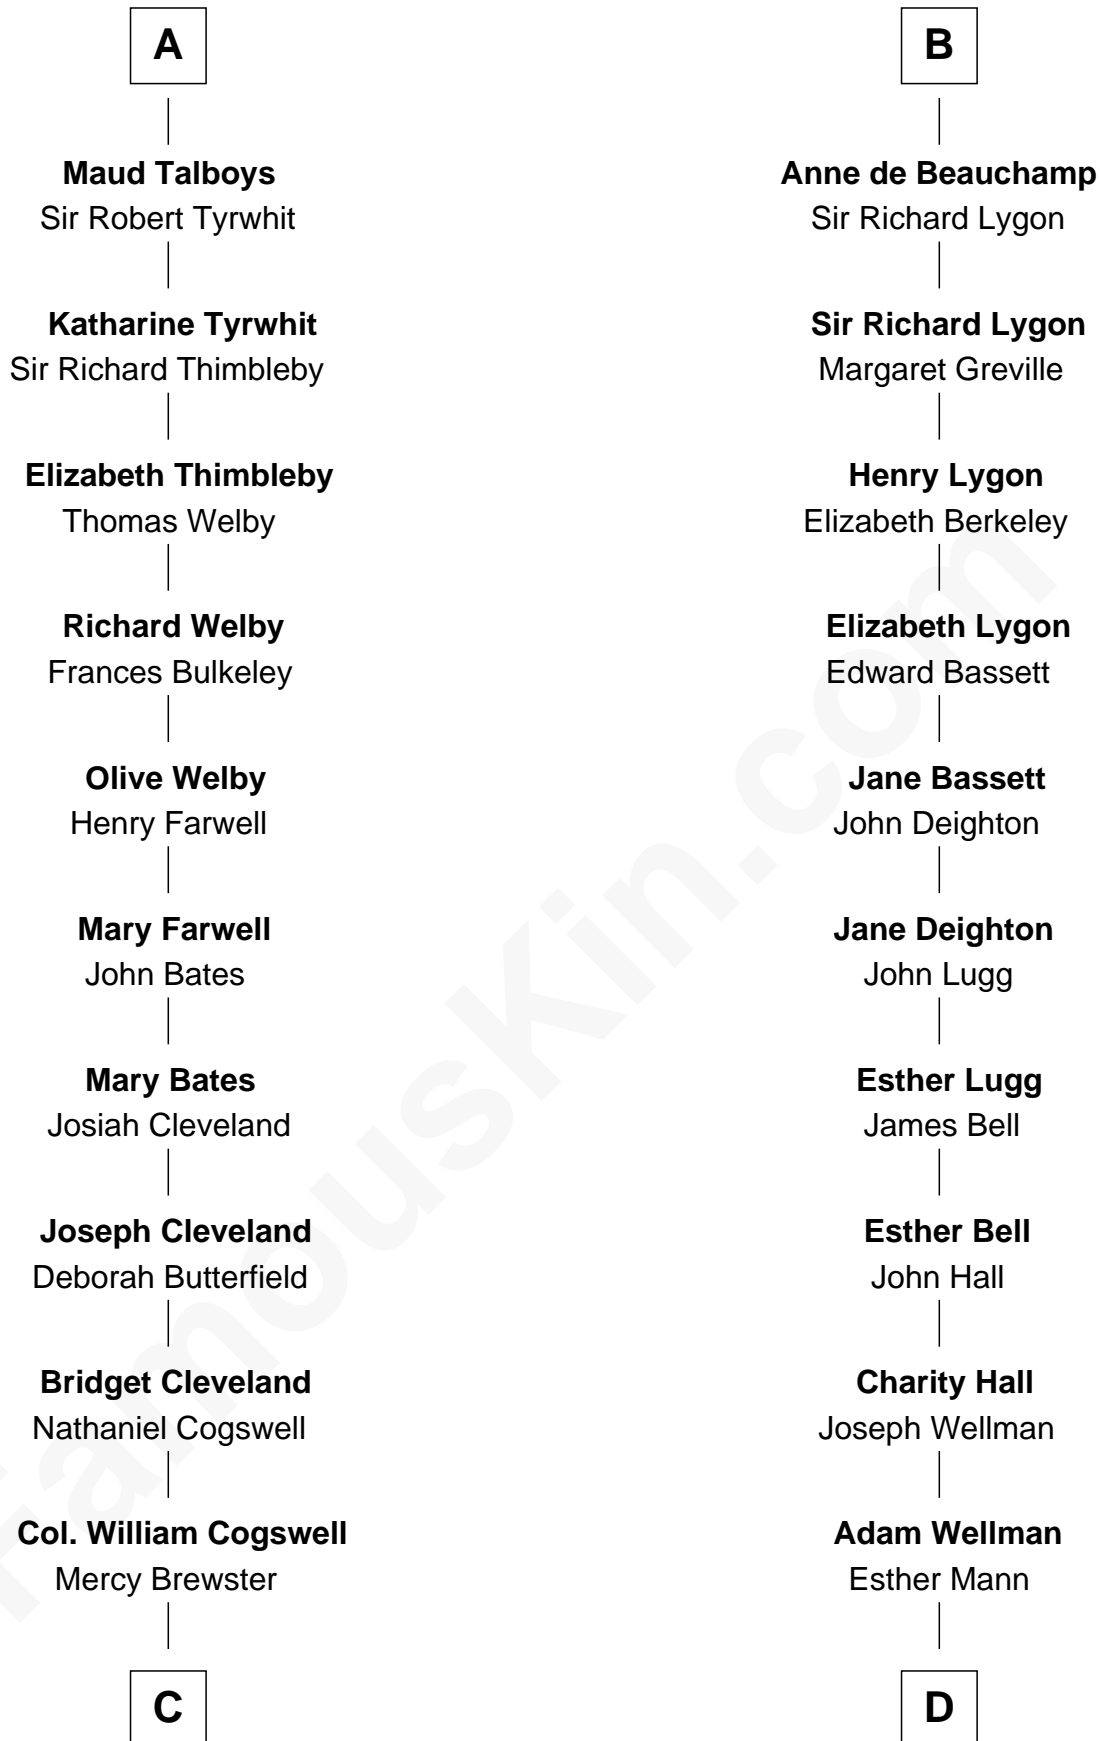 A
Maud Talboys
Sir Robert Tyrwhit
Katharine Tyrwhit
Sir Richard Thimbleby
Elizabeth Thimbleby
Thomas Welby
Richard Welby
Frances Bulkeley
Olive Welby
Henry Farwell
Mary Farwell
John Bates
Mary Bates
Josiah Cleveland
Joseph Cleveland
Deborah Butterfield
Bridget Cleveland
Nathaniel Cogswell
Col. William Cogswell
Mercy Brewster
C
B
Anne de Beauchamp
Sir Richard Lygon
Sir Richard Lygon
Margaret Greville
Henry Lygon
Elizabeth Berkeley
Elizabeth Lygon
Edward Bassett
Jane Bassett
John Deighton
Jane Deighton
John Lugg
Esther Lugg
James Bell
Esther Bell
John Hall
Charity Hall
Joseph Wellman
Adam Wellman
Esther Mann
D
FamousKin.com